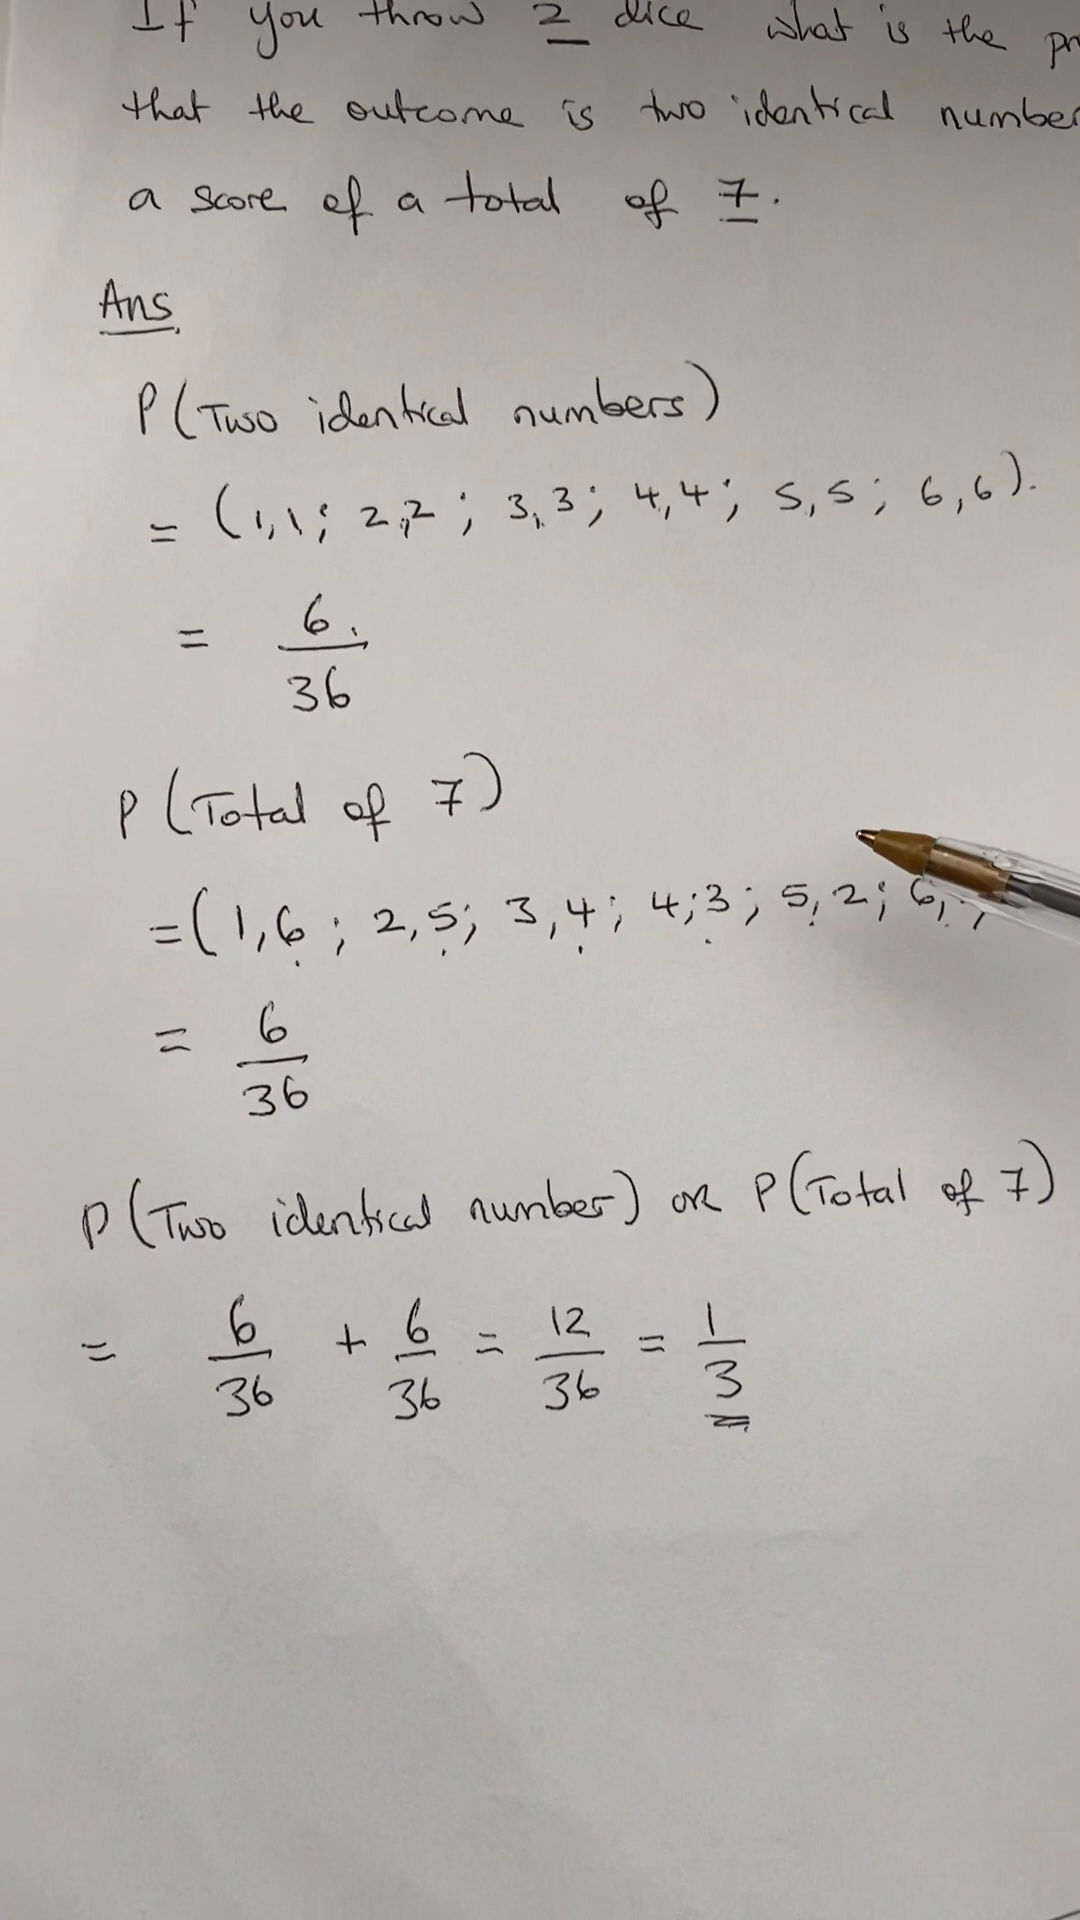 If you throw 2 dice what is the
that the outcome is two identical
a score of a total of 7.
Ans.
P(Two identical numbers)
= (1,1; 2,2; 3,3; 4,4; 5,5; 6,6).
= 6/36
P(Total of 7)
= (1,6; 2,5; 3,4; 4;3; 5,2; 6,
= 6/36
P(Two identical number) OR P(Total of 7)
= 6/36 + 6/36 = 12/36 = 1/3